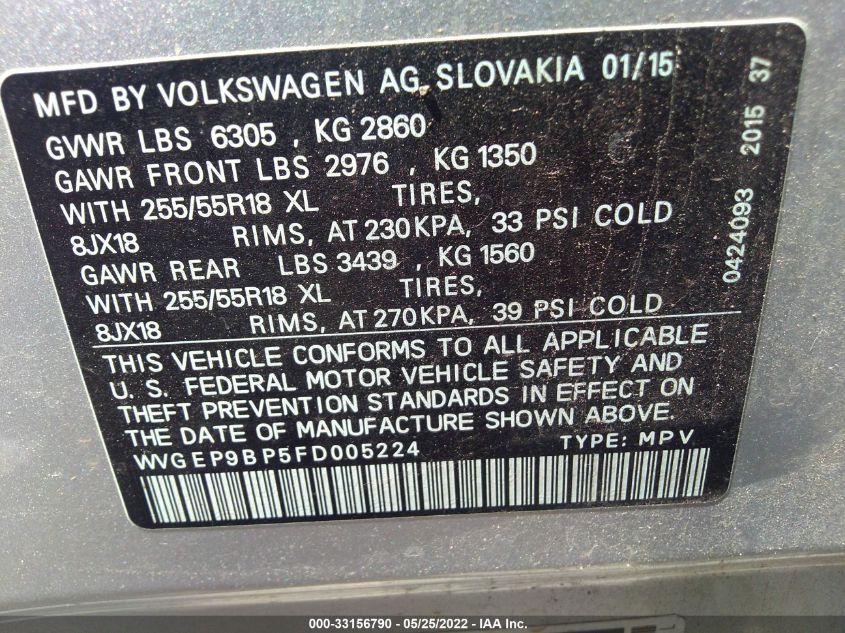 MFD BY VOLKSWAGEN AG, SLOVAKIA 01/15
GVWR LBS 6305 , KG 2860
GAWR FRONT LBS 2976 , KG 1350
WITH 255/55R18 XL TIRES,
8JX18 RIMS, AT 230KPA, 33 PSI COLD
GAWR REAR LBS 3439 , KG 1560
WITH 255/55R18 XL TIRES,
8JX18 RIMS, AT 270KPA, 39 PSI COLD
THIS VEHICLE CONFORMS TO ALL APPLICABLE
U. S. FEDERAL MOTOR VEHICLE SAFETY AND
THEFT PREVENTION STANDARDS IN EFFECT ON
THE DATE OF MANUFACTURE SHOWN ABOVE.
WVGEP9BP5FD005224 TYPE: MPV
0424093 2015 37
000-33156790 - 05/25/2022 - IAA Inc.